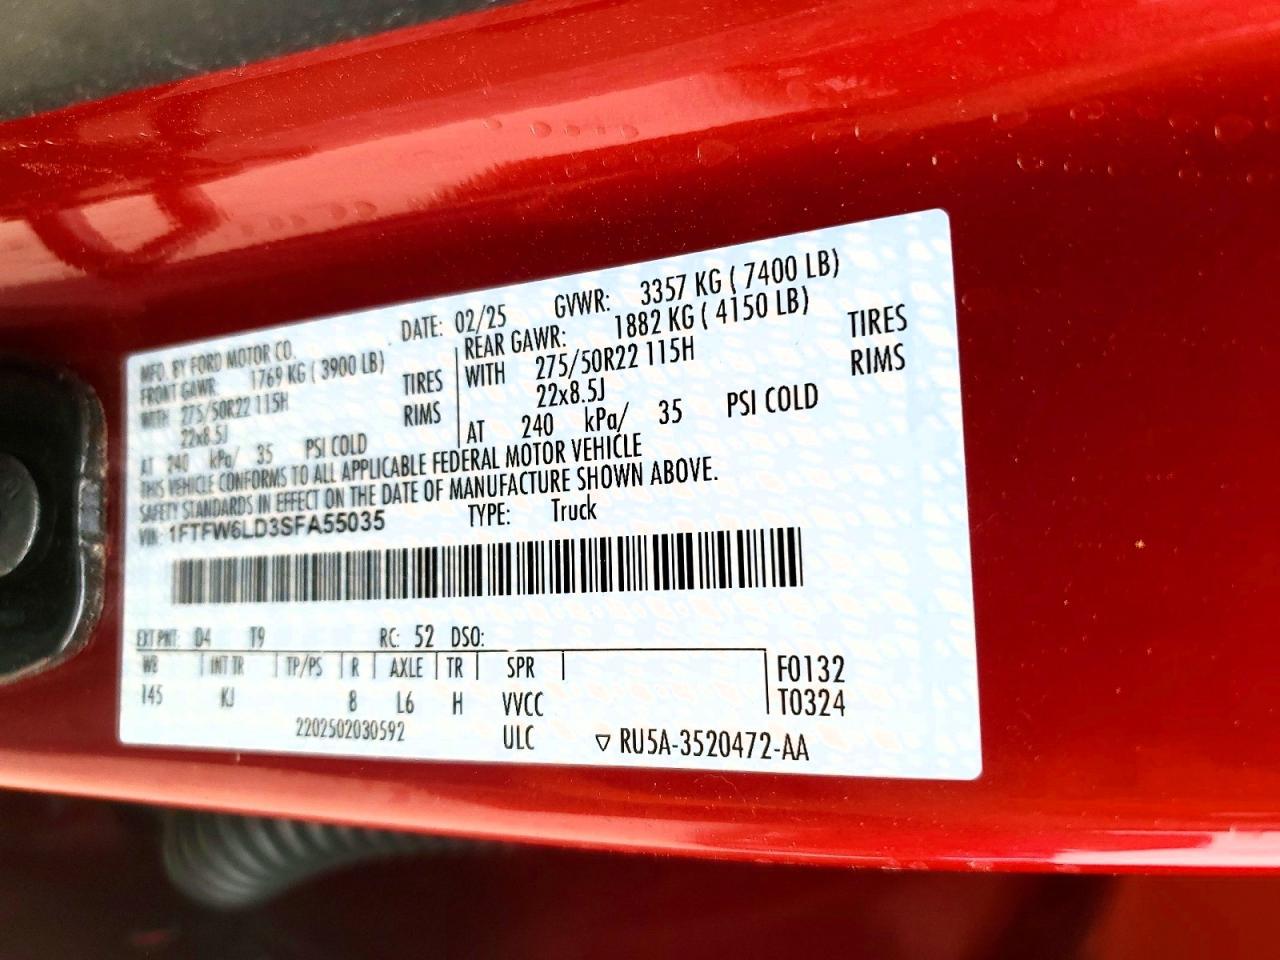 MFD. BY FORD MOTOR CO.
DATE: 02/25 GVWR: 3357 KG ( 7400 LB)
FRONT GAWR: 1769 KG ( 3900 LB)
WITH 275/50R22 115H TIRES
22x8.5J RIMS
AT 240 kPa/ 35 PSI COLD
REAR GAWR: 1882 KG ( 4150 LB)
WITH 275/50R22 115H TIRES
22x8.5J RIMS
AT 240 kPa/ 35 PSI COLD
THIS VEHICLE CONFORMS TO ALL APPLICABLE FEDERAL MOTOR VEHICLE
SAFETY STANDARDS IN EFFECT ON THE DATE OF MANUFACTURE SHOWN ABOVE.
VIN: 1FTFW6LD3SFA55035 TYPE: Truck
EXT PNT: D4 T9 RC: 52 DSO:
WB INT TR TP/PS R AXLE TR SPR F0132
145 KJ 8 L6 H VVCC T0324
2202502030592 ULC ▽ RU5A-3520472-AA